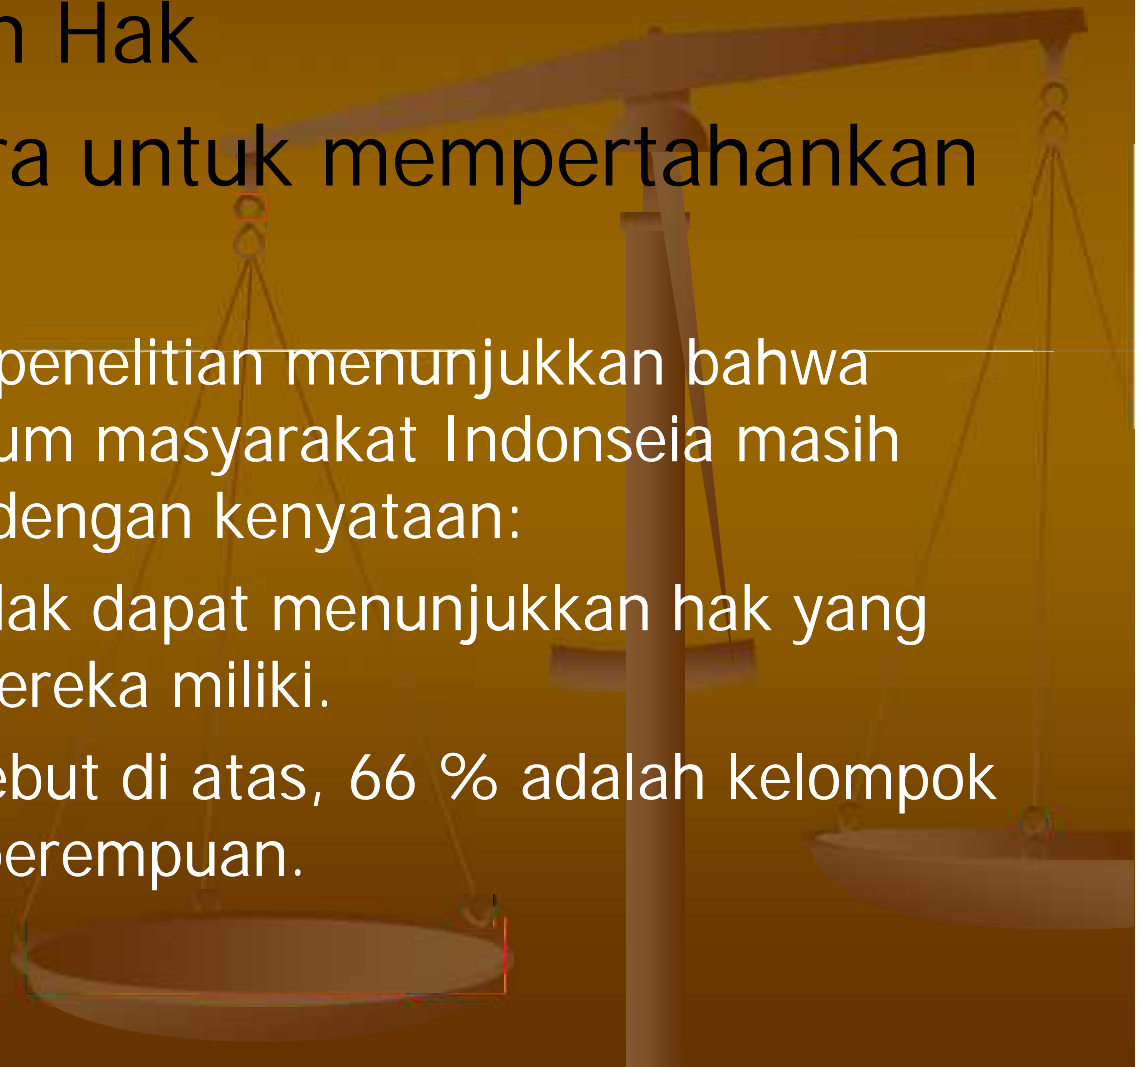 n Hak
ra untuk mempertahankan
penelitian menunjukkan bahwa
um masyarakat Indonseia masih
dengan kenyataan:
dak dapat menunjukkan hak yang
ereka miliki.
ebut di atas, 66 % adalah kelompok
perempuan.